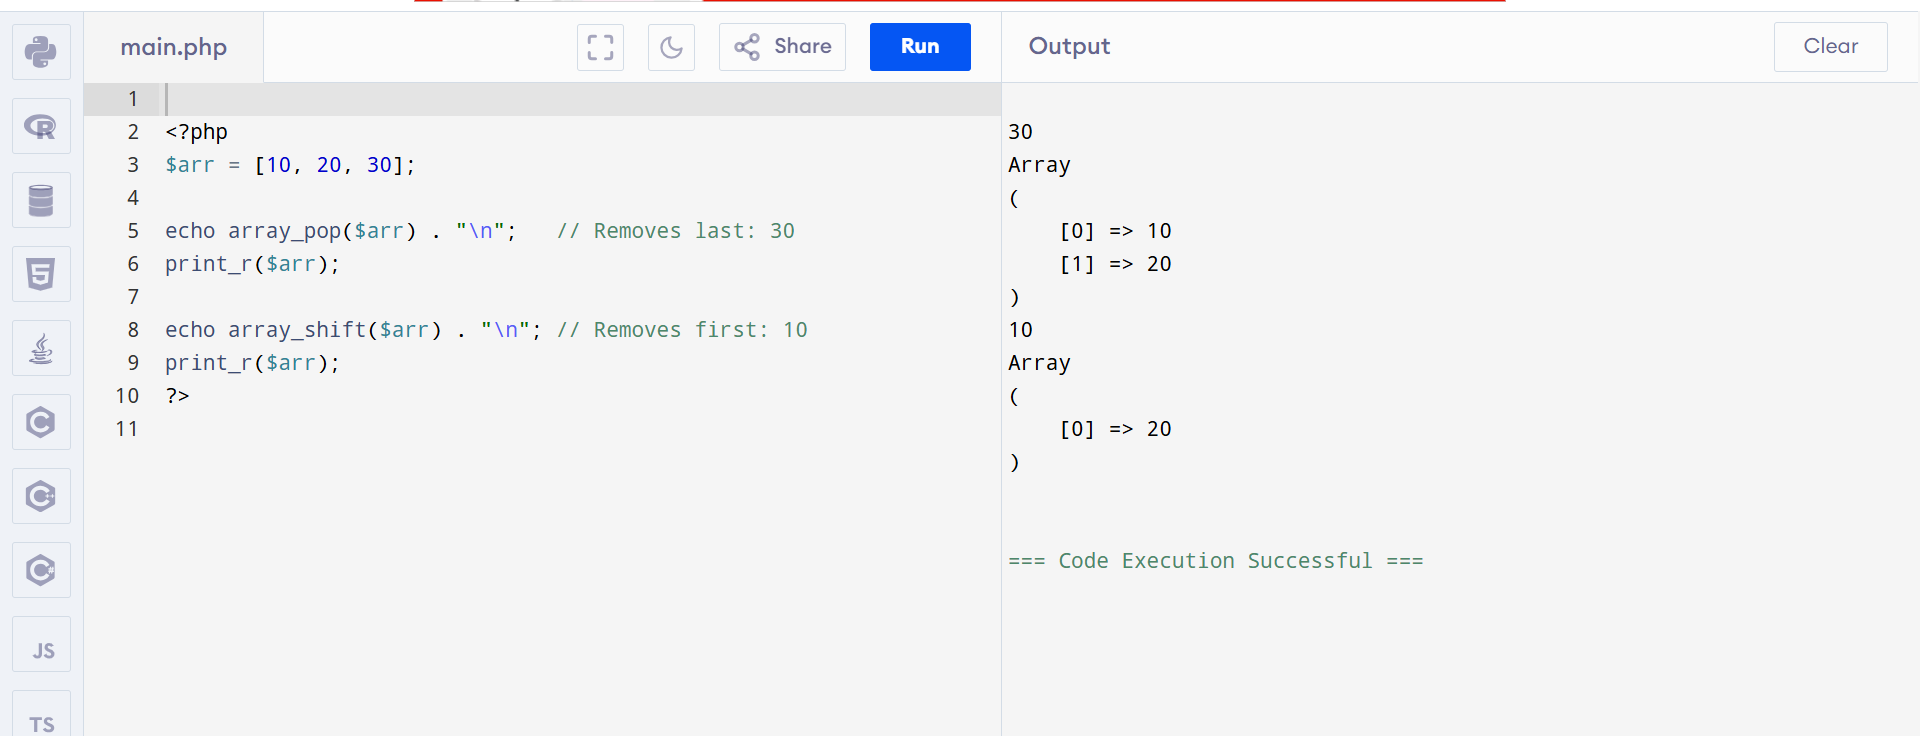 main.php
Share
Run
Output
Clear
1
2 <?php
3 $arr = [10, 20, 30];
4
5 echo array_pop($arr) . "\n";   // Removes last: 30
6 print_r($arr);
7
8 echo array_shift($arr) . "\n"; // Removes first: 10
9 print_r($arr);
10 ?>
11
30
Array
(
    [0] => 10
    [1] => 20
)
10
Array
(
    [0] => 20
)
=== Code Execution Successful ===
R
5
C
C++
C#
JS
TS